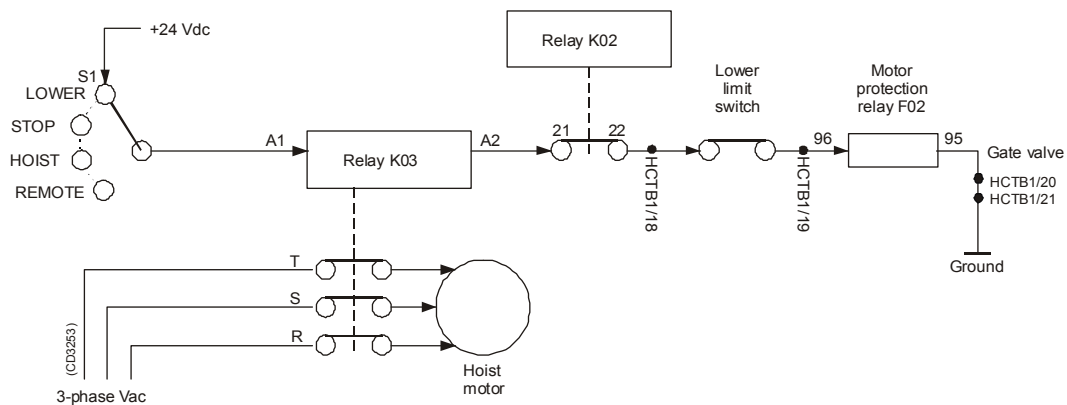 +24 Vdc
S1
LOWER
STOP
HOIST
REMOTE
A1
Relay K03
A2
Relay K02
21
22
HCTB1/18
Lower
limit
switch
HCTB1/19
Motor
protection
relay F02
96
95
Gate valve
HCTB1/20
HCTB1/21
Ground
T
S
R
(CD3253)
3-phase Vac
Hoist
motor